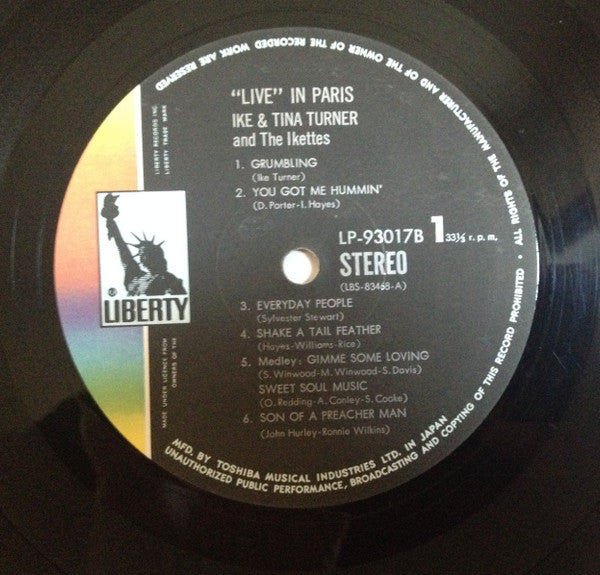 "LIVE" IN PARIS
IKE & TINA TURNER
and The Ikettes
1. GRUMBLING
(Ike Turner)
2. YOU GOT ME HUMMIN'
(D. Porter-I. Hayes)
LP-93017B 1 33⅓ r. p. m.
STEREO
(LBS-83468-A)
3. EVERYDAY PEOPLE
(Sylvester Stewart)
4. SHAKE A TAIL FEATHER
(Hayes-Williams-Rice)
5. Medley: GIMME SOME LOVING
(S. Winwood-M. Winwood-S. Davis)
SWEET SOUL MUSIC
(O. Redding-A. Conley-S. Cooke)
6. SON OF A PREACHER MAN
(John Hurley-Ronnie Wilkins)
LIBERTY RECORDS INC.
LIBERTY TRADE MARK
®
LIBERTY
MADE UNDER LICENCE FROM
OWNERS OF THE
MFD. BY TOSHIBA MUSICAL INDUSTRIES LTD. IN JAPAN
UNAUTHORIZED PUBLIC PERFORMANCE, BROADCASTING AND COPYING OF THIS RECORD PROHIBITED • ALL RIGHTS OF THE MANUFACTURER AND OF THE OWNER OF THE RECORDED WORK ARE RESERVED